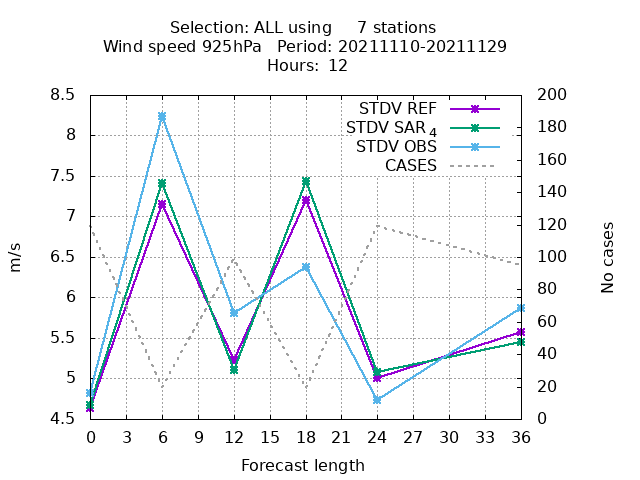 Selection: ALL using     7 stations
Wind speed 925hPa   Period: 20211110-20211129
Hours:  12
STDV REF
STDV SAR4
STDV OBS
CASES
8.5
8
7.5
7
6.5
6
5.5
5
4.5
m/s
200
180
160
140
120
100
80
60
40
20
0
No cases
0 3 6 9 12 15 18 21 24 27 30 33 36
Forecast length